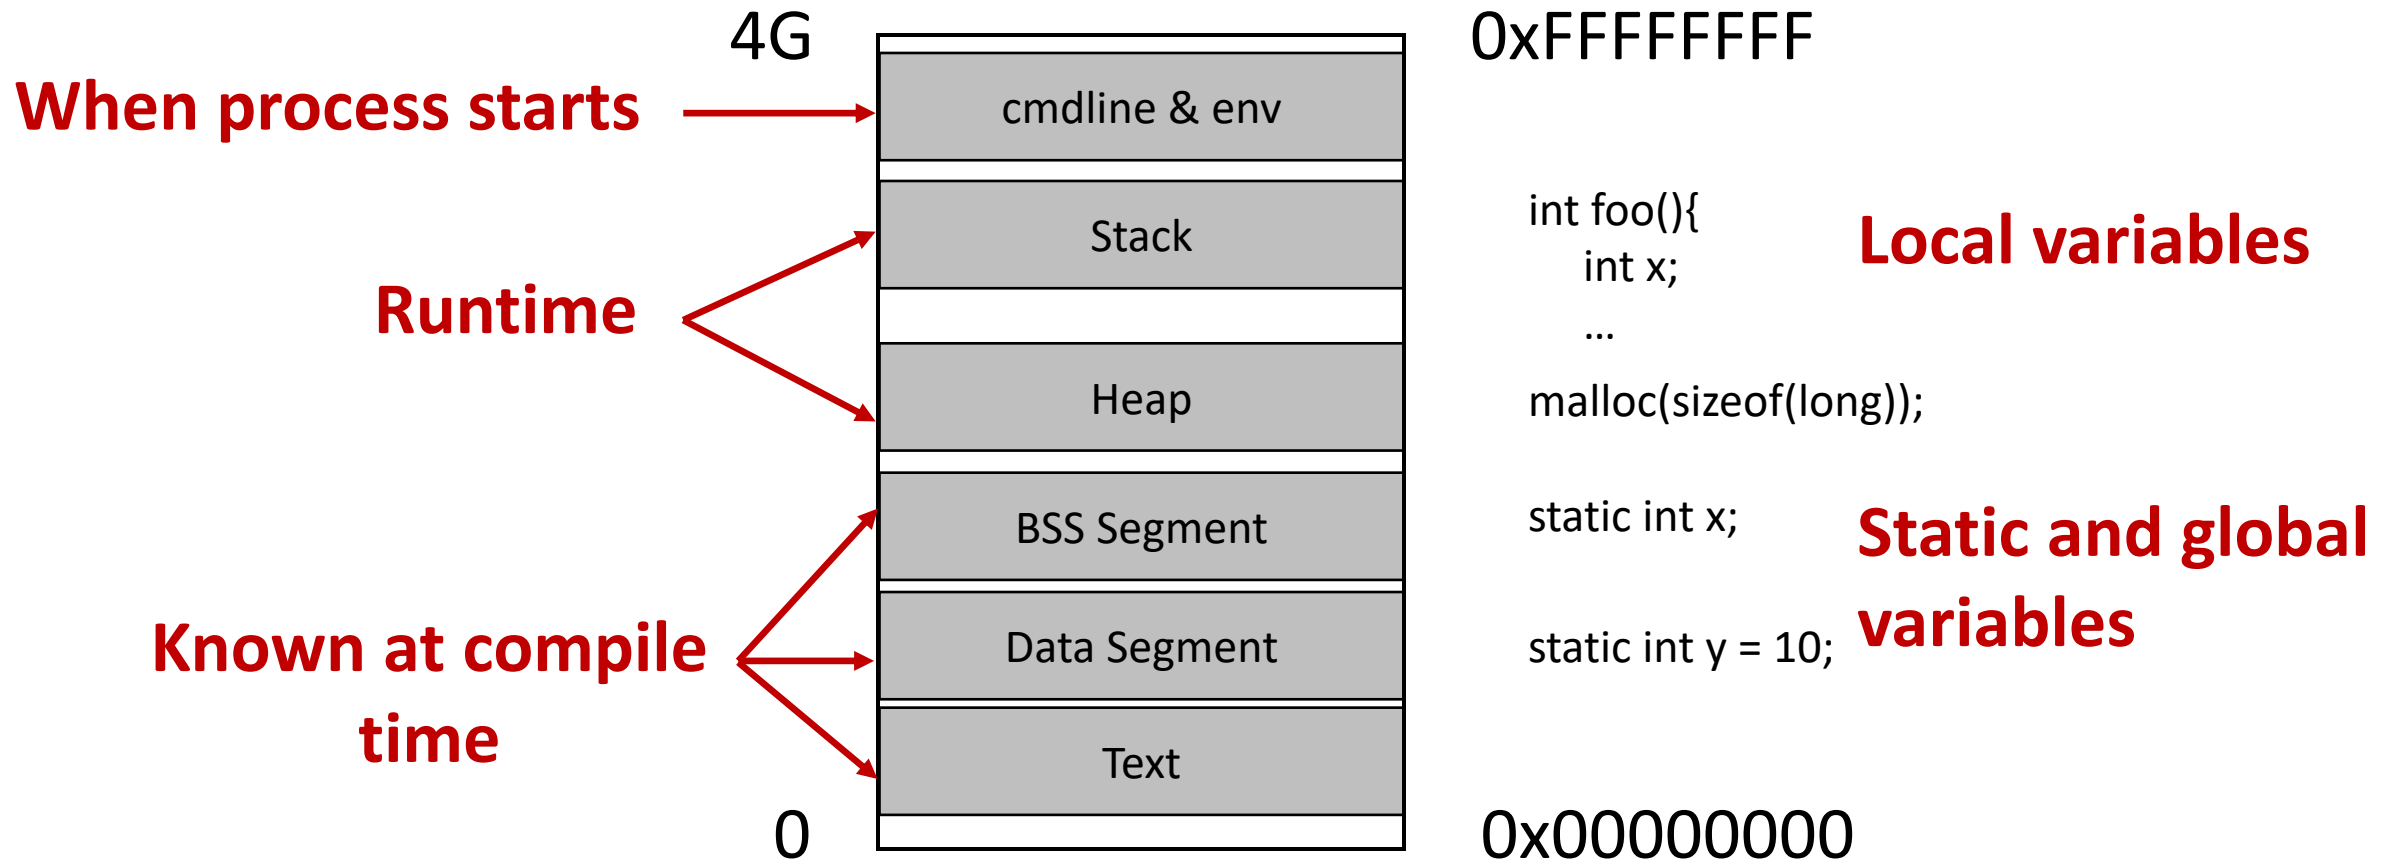 4G
0xFFFFFFFF
When process starts
cmdline & env
Runtime
Stack
int foo(){
int x;
...
Local variables
Heap
malloc(sizeof(long));
Known at compile
time
BSS Segment
static int x;
Static and global
variables
Data Segment
static int y = 10;
Text
0
0x00000000